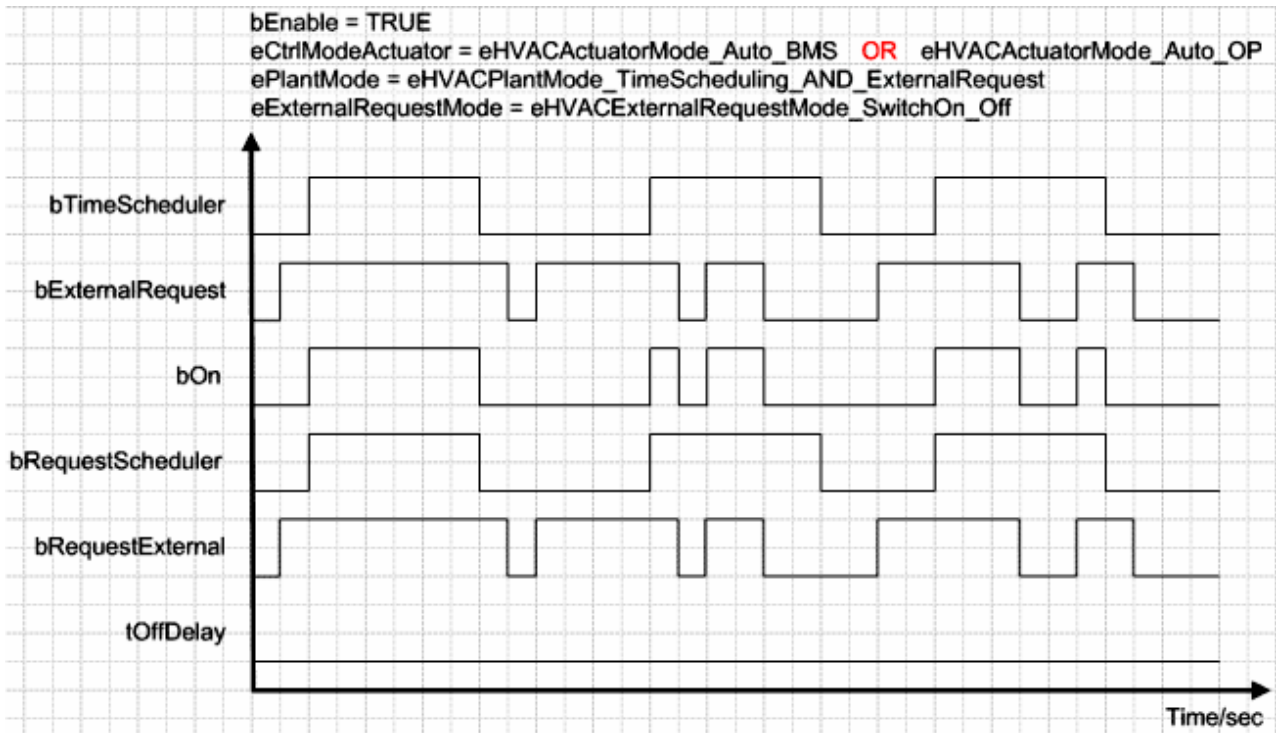 bEnable = TRUE
eCtrlModeActuator = eHVACActuatorMode_Auto_BMS OR eHVACActuatorMode_Auto_OP
ePlantMode = eHVACPlantMode_TimeScheduling_AND_ExternalRequest
eExternalRequestMode = eHVACExternalRequestMode_SwitchOn_Off
bTimeScheduler
bExternalRequest
bOn
bRequestScheduler
bRequestExternal
tOffDelay
Time/sec